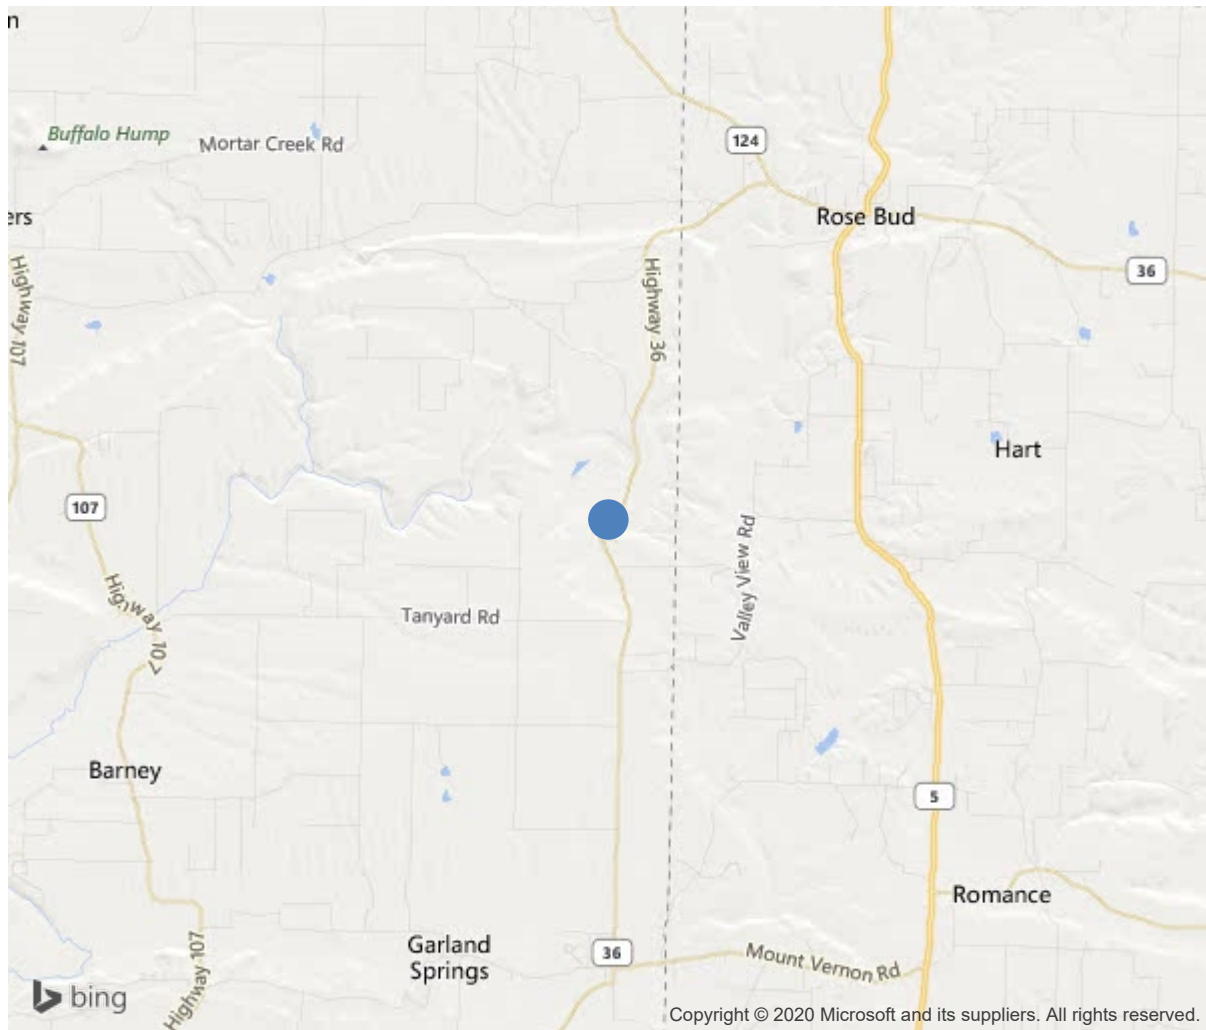 n
Buffalo Hump
Mortar Creek Rd
124
ers
Rose Bud
Highway 107
Highway 36
36
Hart
107
Valley View Rd
Highway 107
Tanyard Rd
Barney
5
Romance
Garland
Springs
36
Mount Vernon Rd
Highway 107
bing
Copyright © 2020 Microsoft and its suppliers. All rights reserved.